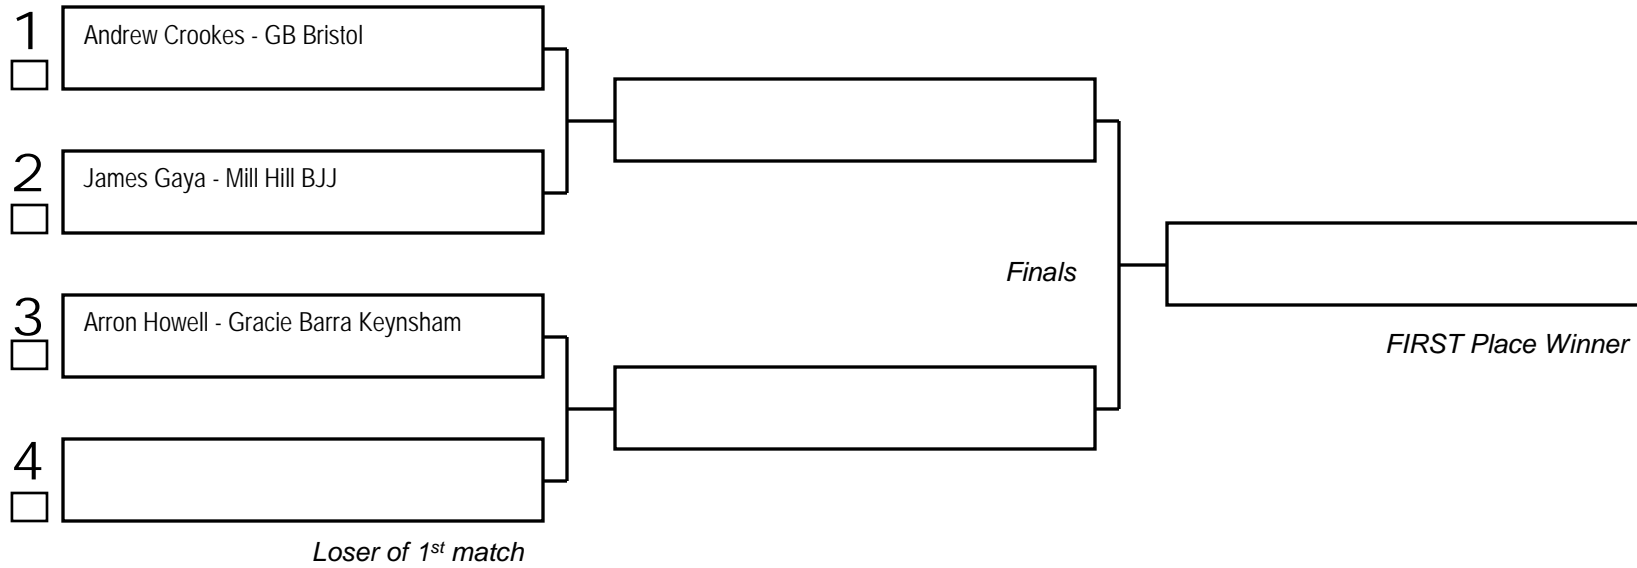 1
Andrew Crookes - GB Bristol
2
James Gaya - Mill Hill BJJ
Finals
3
Arron Howell - Gracie Barra Keynsham
FIRST Place Winner
4
Loser of 1st match